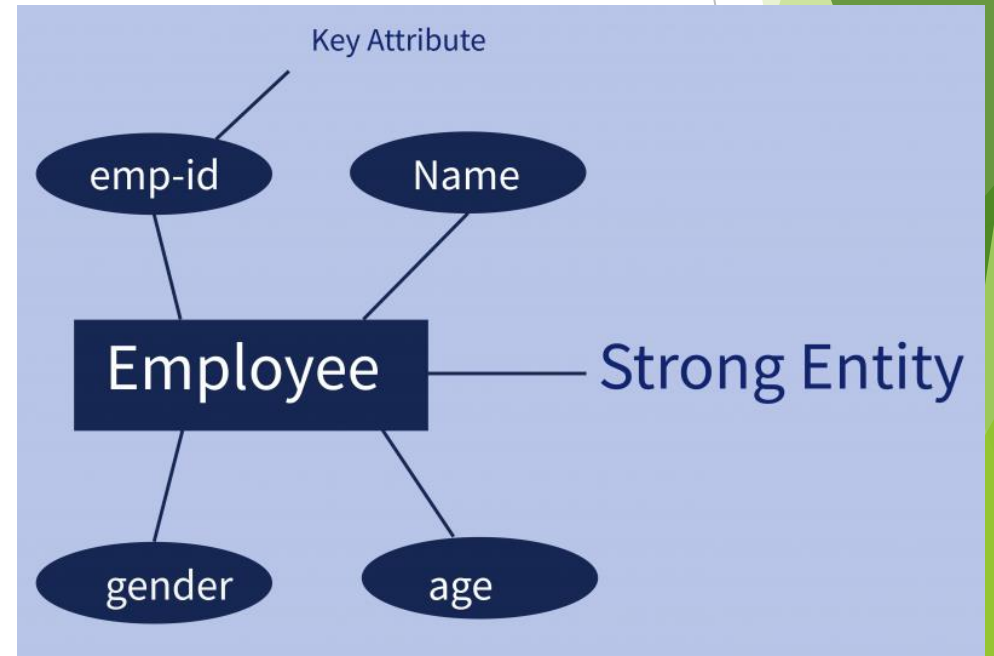 Key Attribute
emp-id
Name
Employee
Strong Entity
gender
age